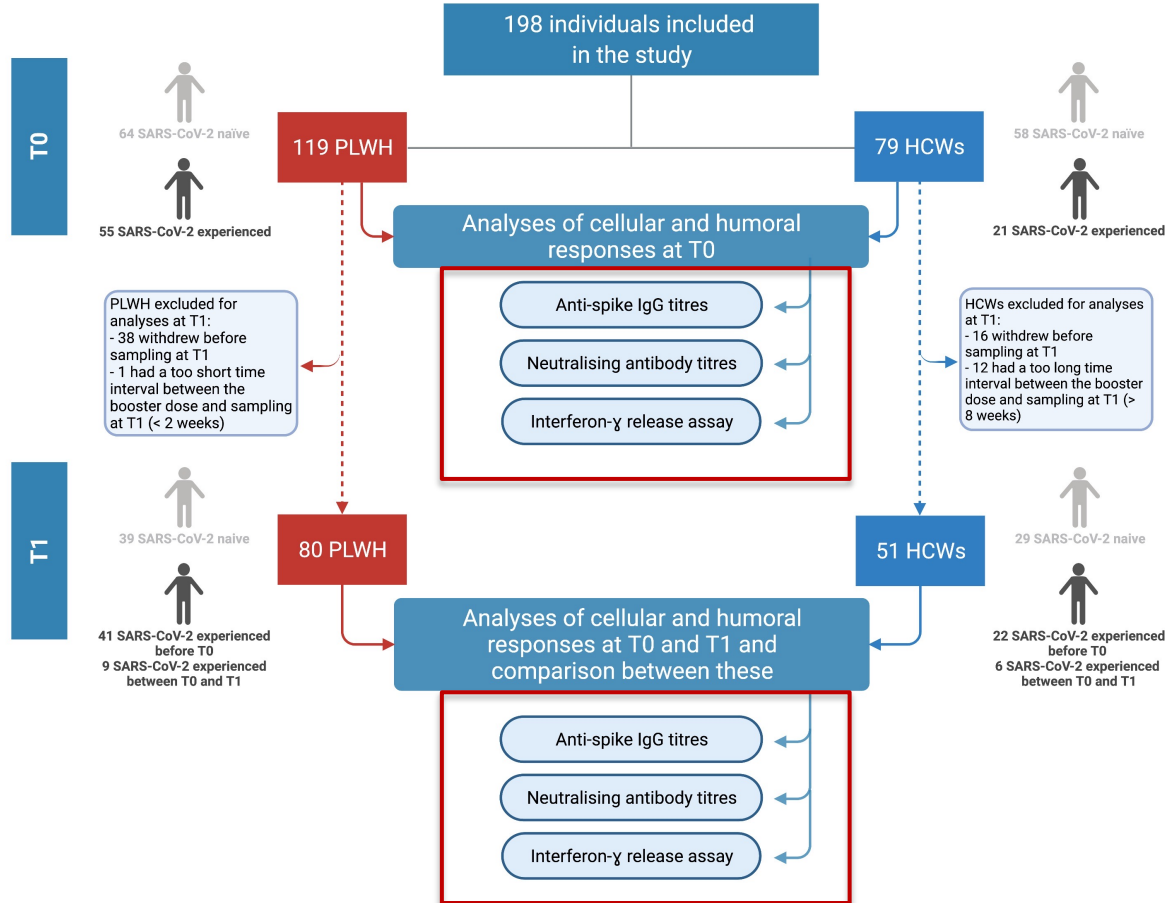 198 individuals included
in the study
T0
64 SARS-CoV-2 naïve
55 SARS-CoV-2 experienced
119 PLWH
79 HCWs
58 SARS-CoV-2 naïve
21 SARS-CoV-2 experienced
Analyses of cellular and humoral
responses at T0
Anti-spike IgG titres
Neutralising antibody titres
Interferon-ɣ release assay
PLWH excluded for
analyses at T1:
- 38 withdrew before
sampling at T1
- 1 had a too short time
interval between the
booster dose and sampling
at T1 (< 2 weeks)
HCWs excluded for analyses
at T1:
- 16 withdrew before
sampling at T1
- 12 had a too long time
interval between the booster
dose and sampling at T1 (>
8 weeks)
T1
39 SARS-CoV-2 naive
41 SARS-CoV-2 experienced
before T0
9 SARS-CoV-2 experienced
between T0 and T1
80 PLWH
51 HCWs
29 SARS-CoV-2 naive
22 SARS-CoV-2 experienced
before T0
6 SARS-CoV-2 experienced
between T0 and T1
Analyses of cellular and humoral
responses at T0 and T1 and
comparison between these
Anti-spike IgG titres
Neutralising antibody titres
Interferon-ɣ release assay